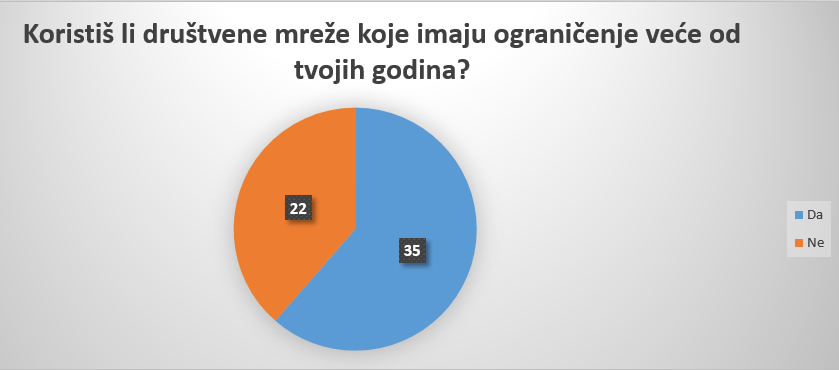 Koristiš li društvene mreže koje imaju ograničenje veće od
tvojih godina?
22
35
Da
Ne